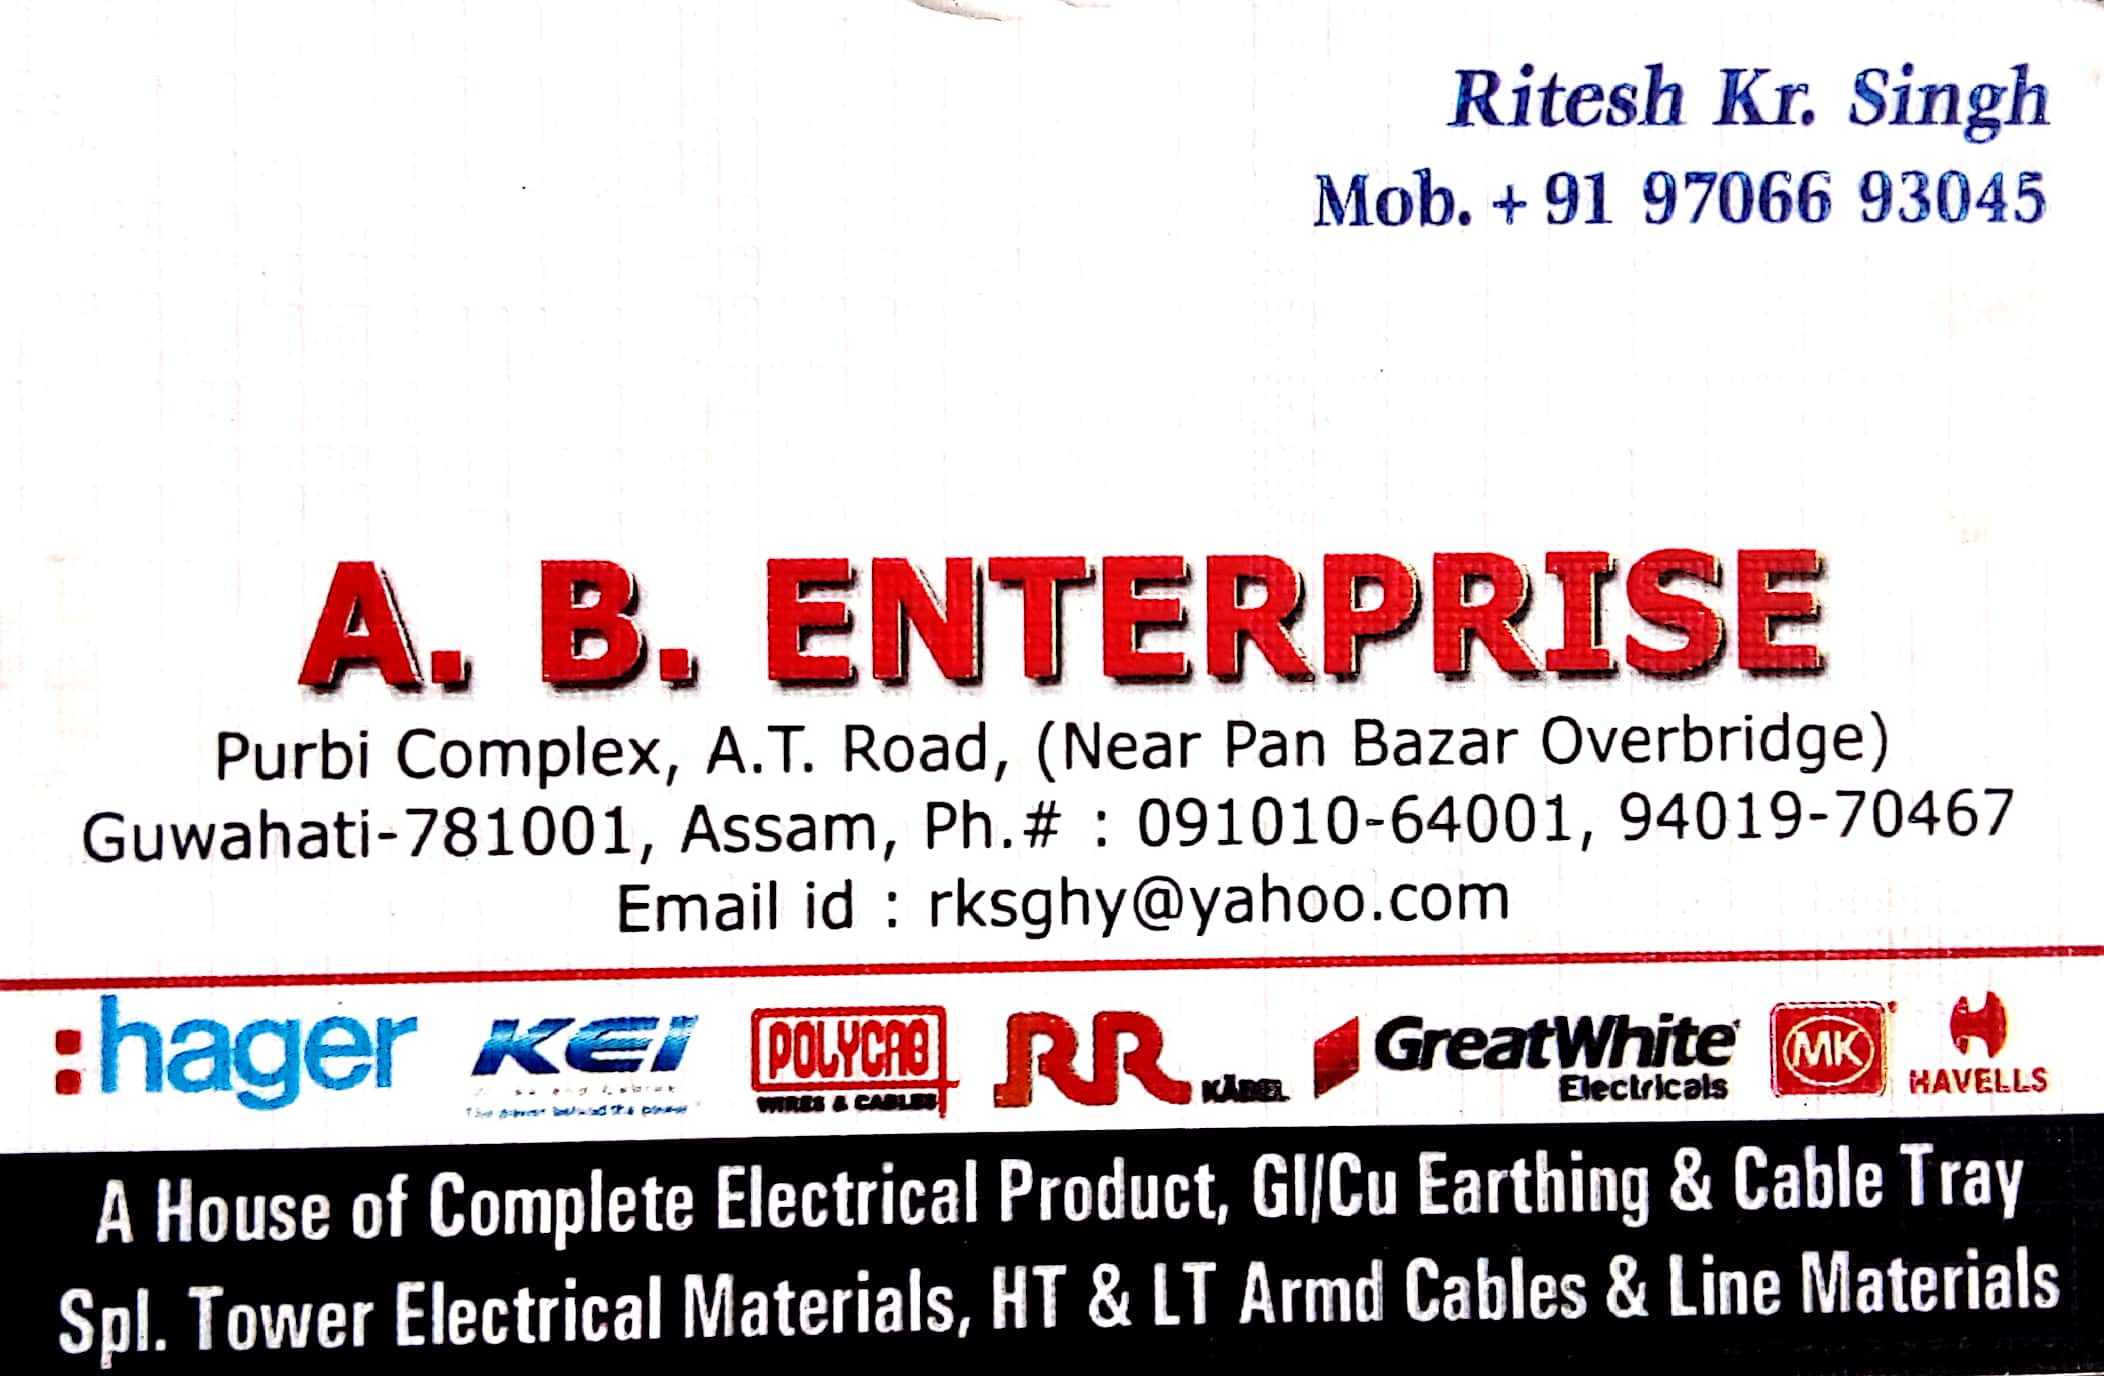 Ritesh Kr. Singh
Mob. + 91 97066 93045
A. B. ENTERPRISE
Purbi Complex, A.T. Road, (Near Pan Bazar Overbridge)
Guwahati-781001, Assam, Ph.# : 091010-64001, 94019-70467
Email id : rksghy@yahoo.com
:hager
KEI
The power behind the power
POLYCAB
WIRES & CABLES
RR KABEL
GreatWhite
Electricals
MK
HAVELLS
A House of Complete Electrical Product, GI/Cu Earthing & Cable Tray
Spl. Tower Electrical Materials, HT & LT Armd Cables & Line Materials